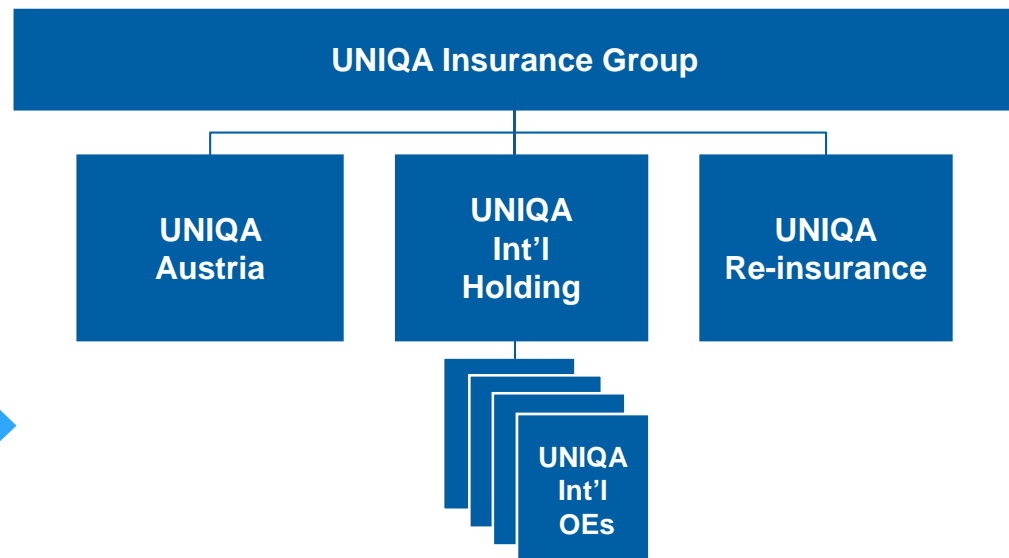 UNIQA Insurance Group
UNIQA
Austria
UNIQA
Int’l
Holding
UNIQA
Re-insurance
UNIQA
Int’l
OEs